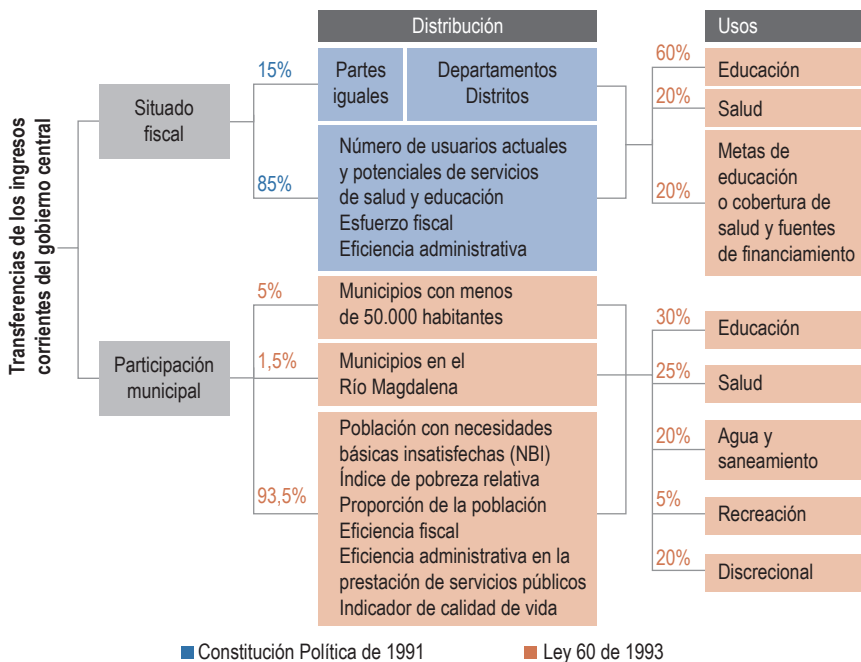 Transferencias de los ingresos
corrientes del gobierno central
Situado
fiscal
Participación
municipal
Distribución
15%
Partes
iguales
Departamentos
Distritos
85%
Número de usuarios actuales
y potenciales de servicios
de salud y educación
Esfuerzo fiscal
Eficiencia administrativa
5%
Municipios con menos
de 50.000 habitantes
1,5%
Municipios en el
Río Magdalena
93,5%
Población con necesidades
básicas insatisfechas (NBI)
Índice de pobreza relativa
Proporción de la población
Eficiencia fiscal
Eficiencia administrativa en la
prestación de servicios públicos
Indicador de calidad de vida
Usos
60%
Educación
20%
Salud
20%
Metas de
educación
o cobertura de
salud y fuentes
de financiamiento
30%
Educación
25%
Salud
20%
Agua y
saneamiento
5%
Recreación
20%
Discrecional
Constitución Política de 1991
Ley 60 de 1993